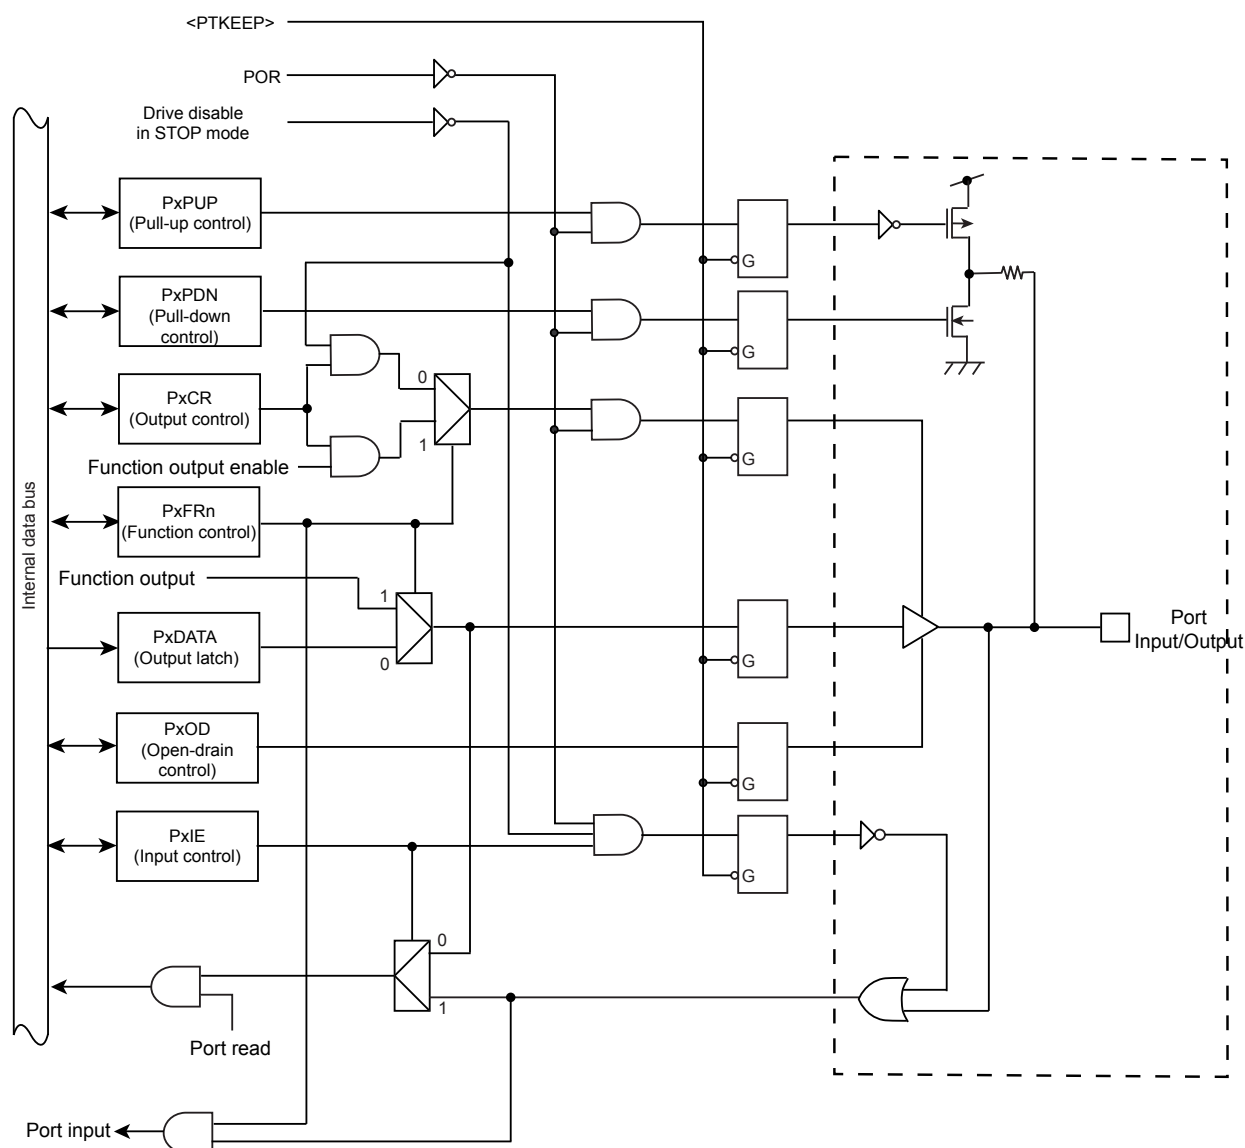 <PTKEEP>
POR
Drive disable
in STOP mode
PxPUP
(Pull-up control)
G
PxPDN
(Pull-down
control)
G
0
PxCR
(Output control)
1
G
Function output enable
Internal data bus
PxFRn
(Function control)
Function output
1
PxDATA
(Output latch)
0
G
Port
Input/Output
PxOD
(Open-drain
control)
G
PxIE
(Input control)
G
0
1
Port read
Port input